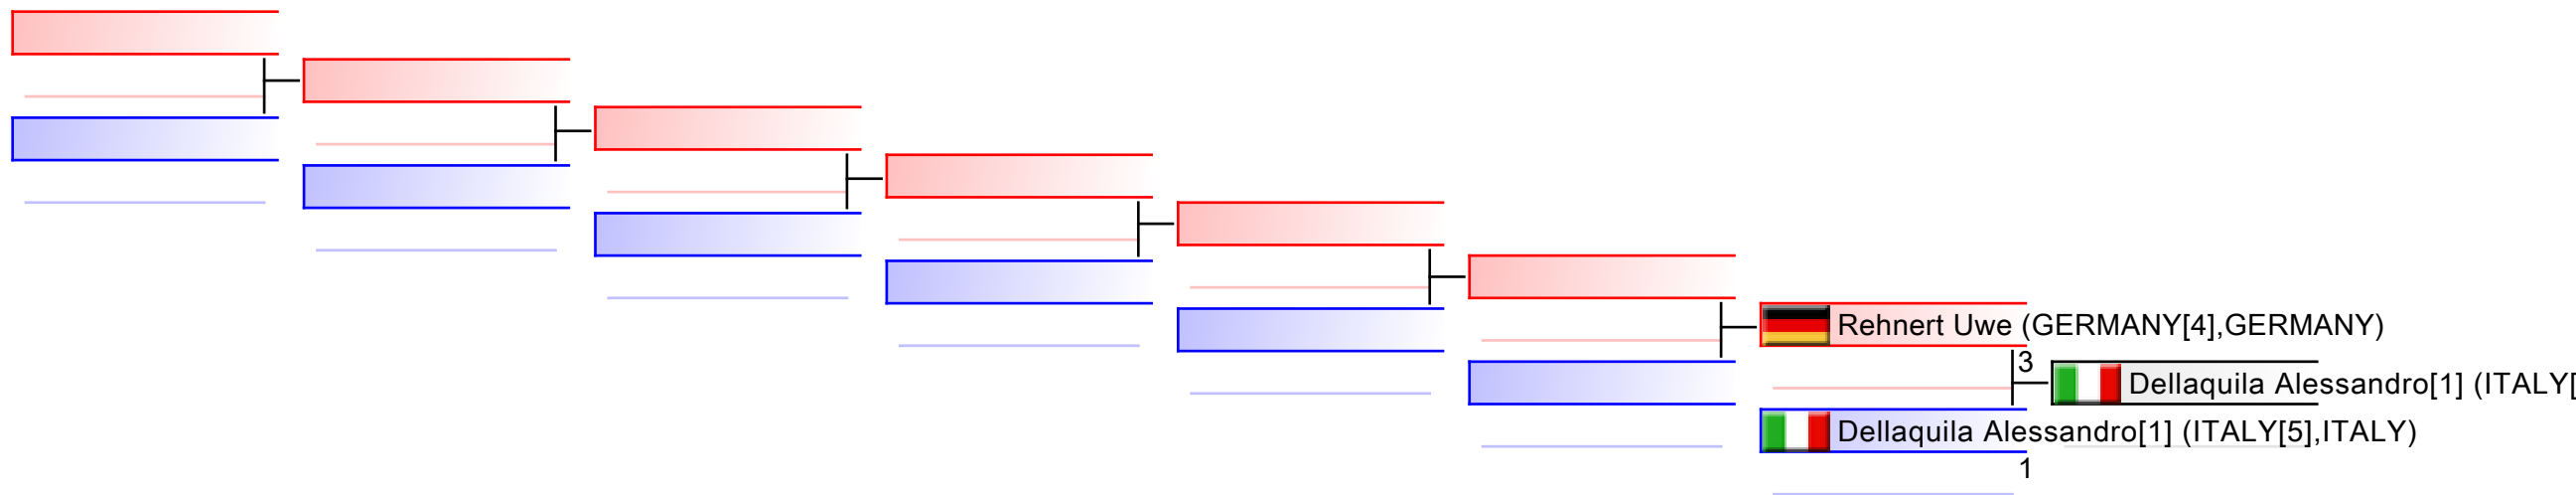 Rehnert Uwe (GERMANY[4],GERMANY)
3
Dellaquila Alessandro[1] (ITALY[
Dellaquila Alessandro[1] (ITALY[5],ITALY)
1